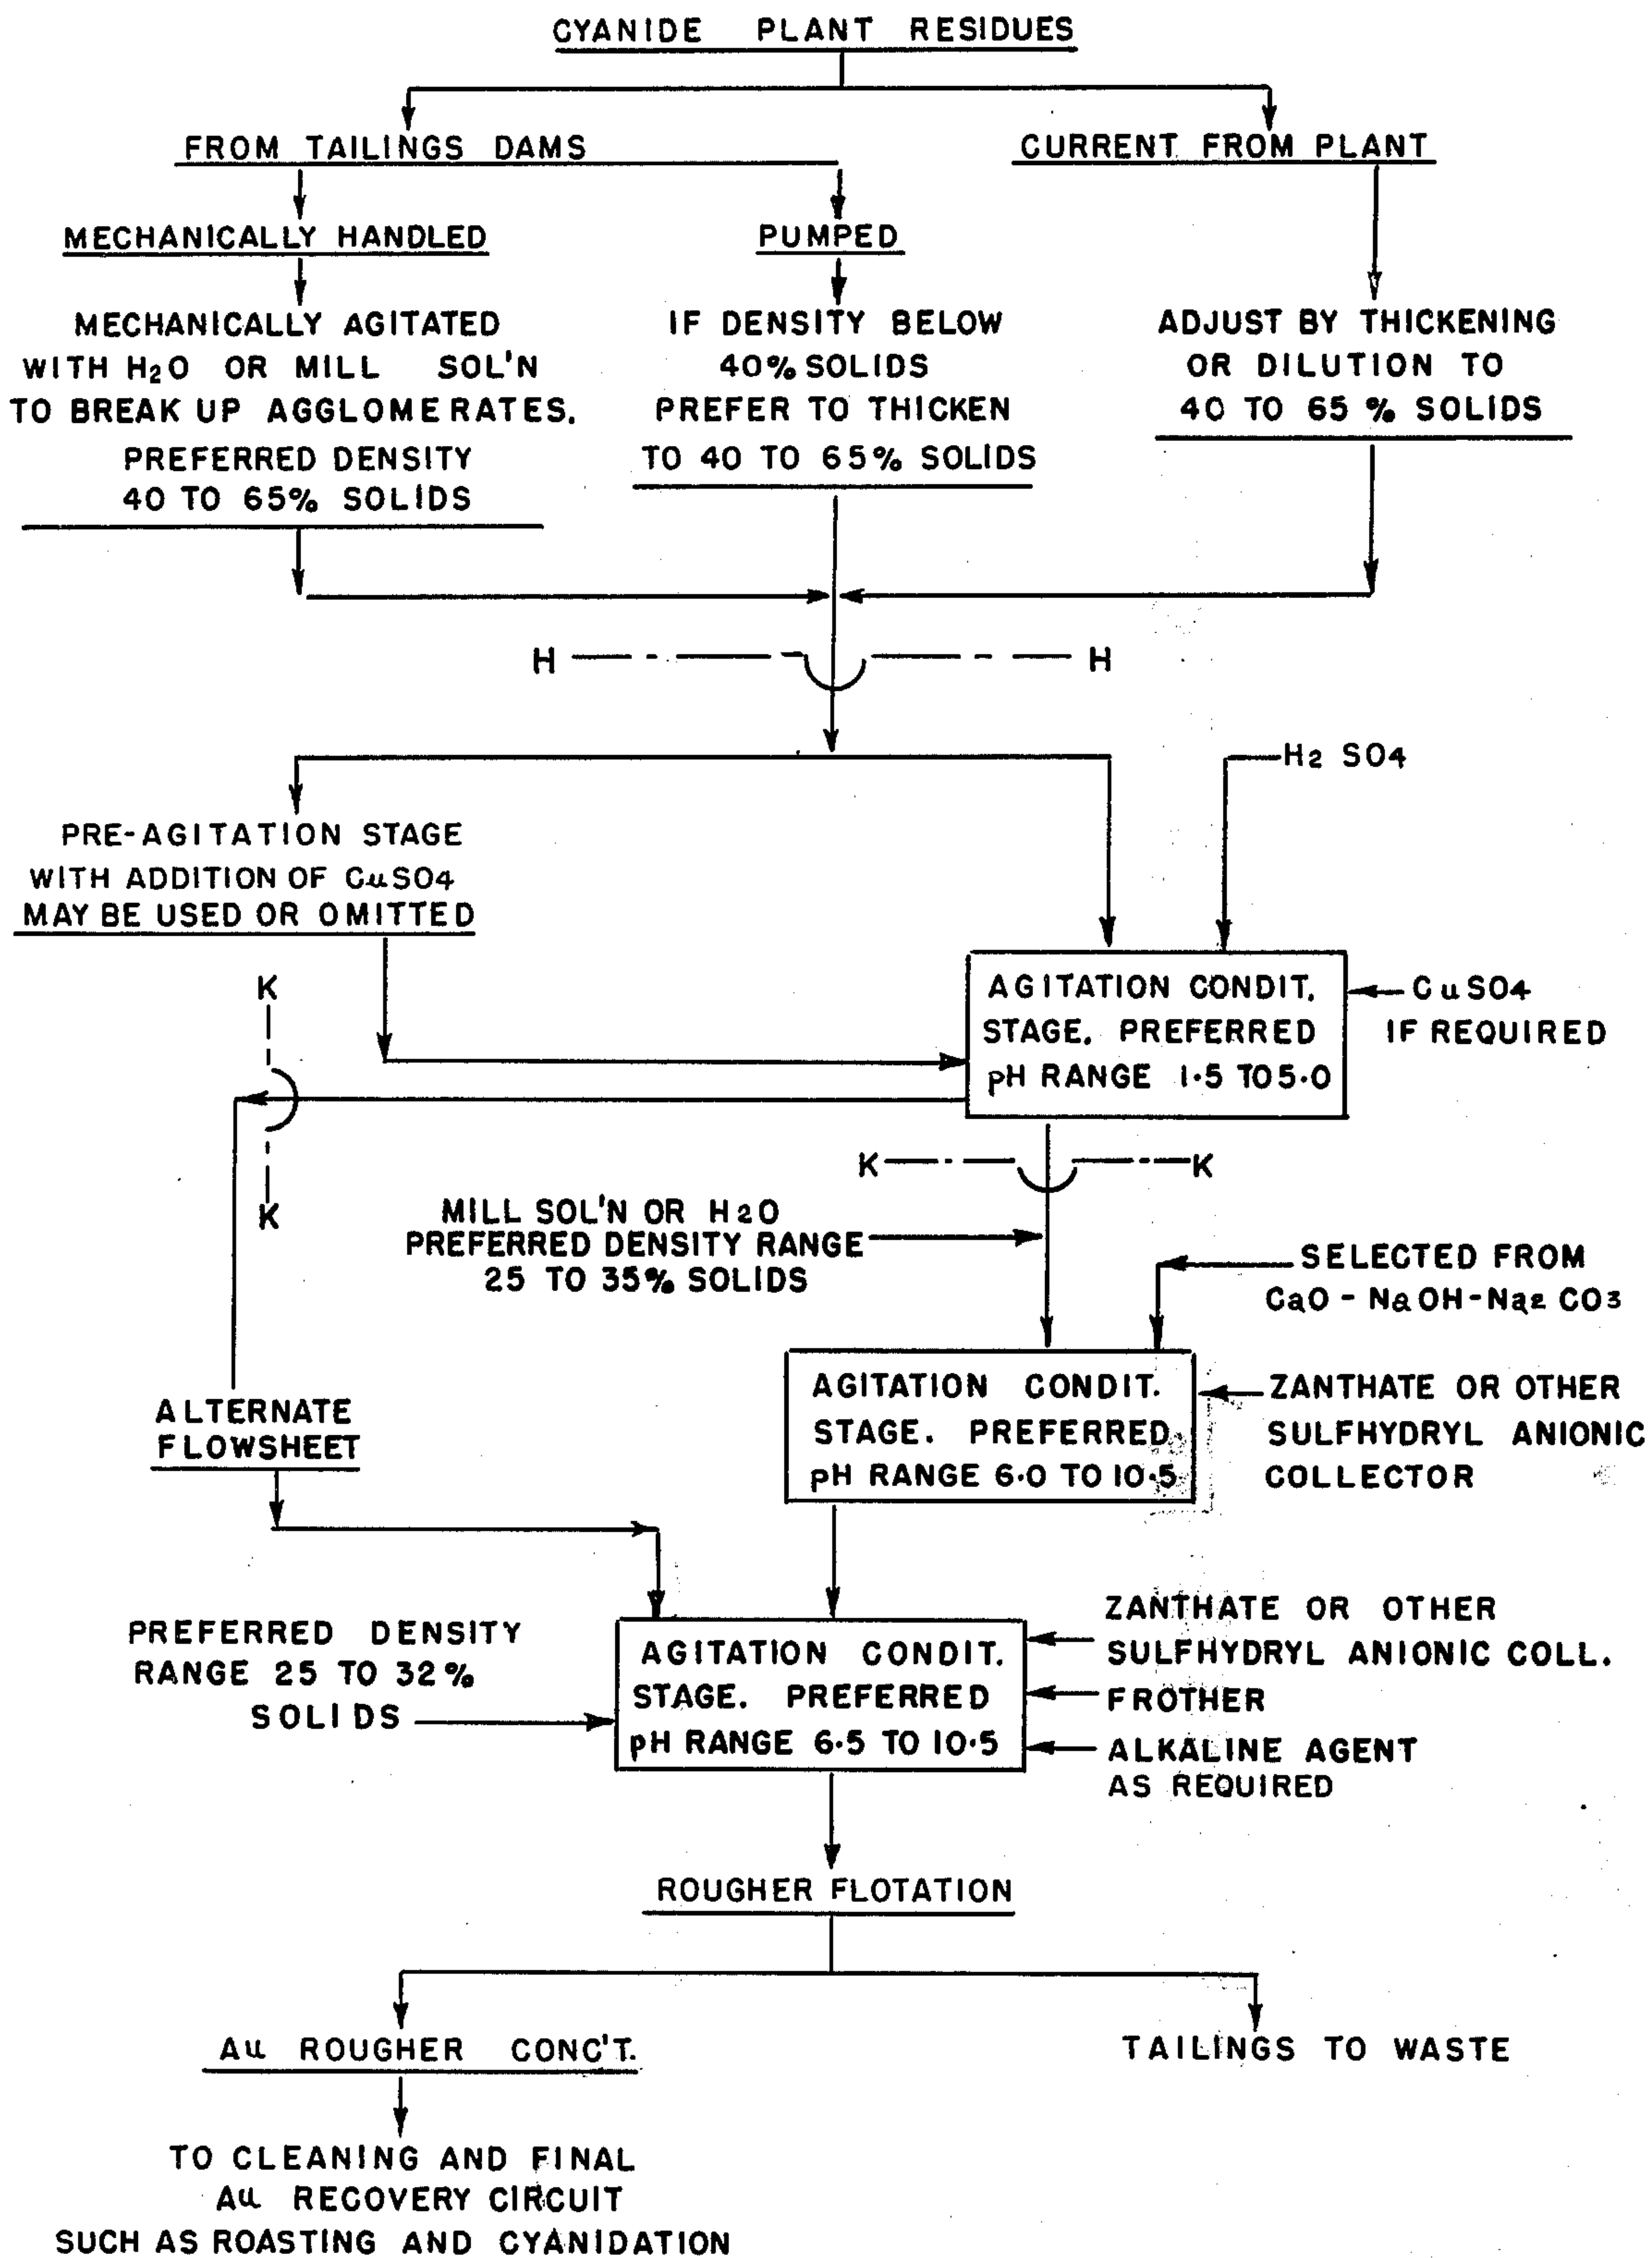 CYANIDE PLANT RESIDUES
FROM TAILINGS DAMS
CURRENT FROM PLANT
MECHANICALLY HANDLED
PUMPED
MECHANICALLY AGITATED
WITH H2O OR MILL SOL'N
TO BREAK UP AGGLOMERATES.
PREFERRED DENSITY
40 TO 65% SOLIDS
IF DENSITY BELOW
40% SOLIDS
PREFER TO THICKEN
TO 40 TO 65% SOLIDS
ADJUST BY THICKENING
OR DILUTION TO
40 TO 65 % SOLIDS
H H
H2 SO4
PRE-AGITATION STAGE
WITH ADDITION OF CuSO4
MAY BE USED OR OMITTED
AGITATION CONDIT.
STAGE. PREFERRED
pH RANGE 1.5 TO 5.0
CuSO4
IF REQUIRED
K
K
K K
MILL SOL'N OR H2O
PREFERRED DENSITY RANGE
25 TO 35% SOLIDS
SELECTED FROM
CaO - NaOH - Na2 CO3
AGITATION CONDIT.
STAGE. PREFERRED
pH RANGE 6.0 TO 10.5
ZANTHATE OR OTHER
SULFHYDRYL ANIONIC
COLLECTOR
ALTERNATE
FLOWSHEET
PREFERRED DENSITY
RANGE 25 TO 32%
SOLIDS
AGITATION CONDIT.
STAGE. PREFERRED
pH RANGE 6.5 TO 10.5
ZANTHATE OR OTHER
SULFHYDRYL ANIONIC COLL.
FROTHER
ALKALINE AGENT
AS REQUIRED
ROUGHER FLOTATION
Au ROUGHER CONC'T.
TAILINGS TO WASTE
TO CLEANING AND FINAL
Au RECOVERY CIRCUIT
SUCH AS ROASTING AND CYANIDATION